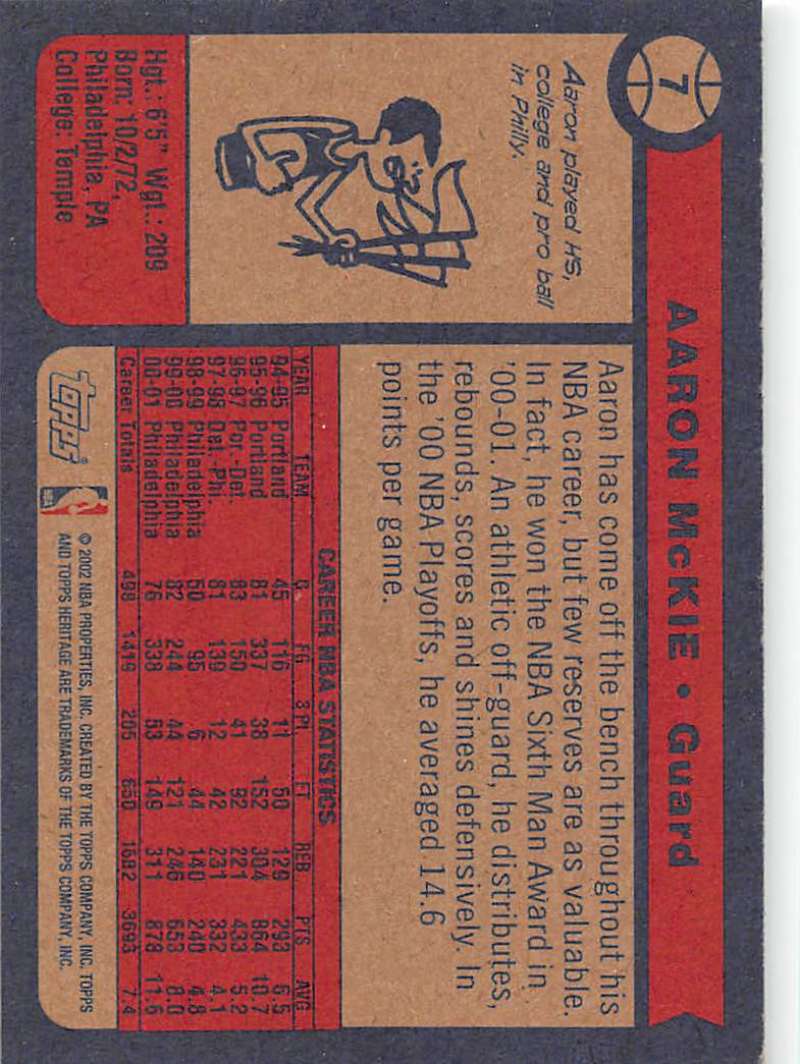 7
AARON McKIE • Guard
Aaron played HS,
college and pro ball
in Philly.
Hgt.: 6'5" Wgt.: 209
Born: 10/2/72,
Philadelphia, PA
College: Temple
Aaron has come off the bench throughout his
NBA career, but few reserves are as valuable.
In fact, he won the NBA Sixth Man Award in
'00-01. An athletic off-guard, he distributes,
rebounds, scores and shines defensively. In
the '00 NBA Playoffs, he averaged 14.6
points per game.
CAREER NBA STATISTICS
YEAR TEAM G FG 3 Pt FT REB PTS AVG
94-95 Portland 45 116 11 50 129 293 6.5
95-96 Portland 81 337 38 152 304 864 10.7
96-97 Por.-Det. 83 150 41 92 221 433 5.2
97-98 Det.-Phi. 81 139 12 42 231 332 4.1
98-99 Philadelphia 50 95 6 44 140 240 4.8
99-00 Philadelphia 82 244 44 121 246 653 8.0
00-01 Philadelphia 76 338 53 149 311 878 11.6
Career Totals 498 1419 205 650 1582 3693 7.4
Topps
NBA
© 2002 NBA PROPERTIES, INC. CREATED BY THE TOPPS COMPANY, INC. TOPPS
AND TOPPS HERITAGE ARE TRADEMARKS OF THE TOPPS COMPANY, INC.